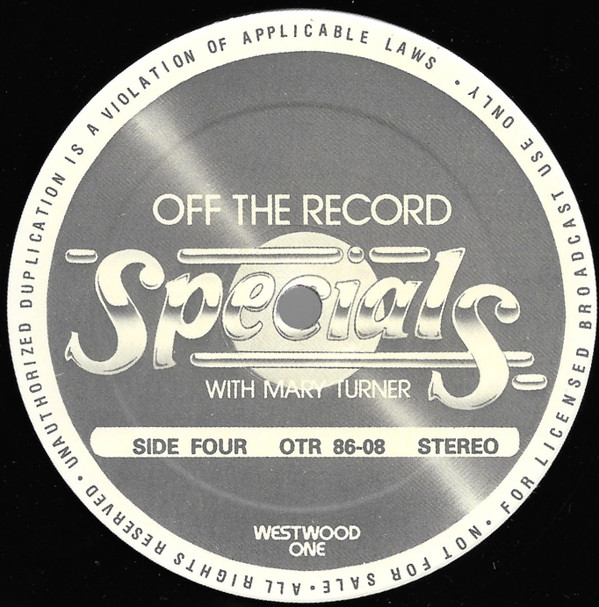 UNAUTHORIZED DUPLICATION IS A VIOLATION OF APPLICABLE LAWS • FOR LICENSED BROADCAST USE ONLY • NOT FOR SALE • ALL RIGHTS RESERVED •
OFF THE RECORD
Specials
WITH MARY TURNER
SIDE FOUR OTR 86-08 STEREO
WESTWOOD
ONE